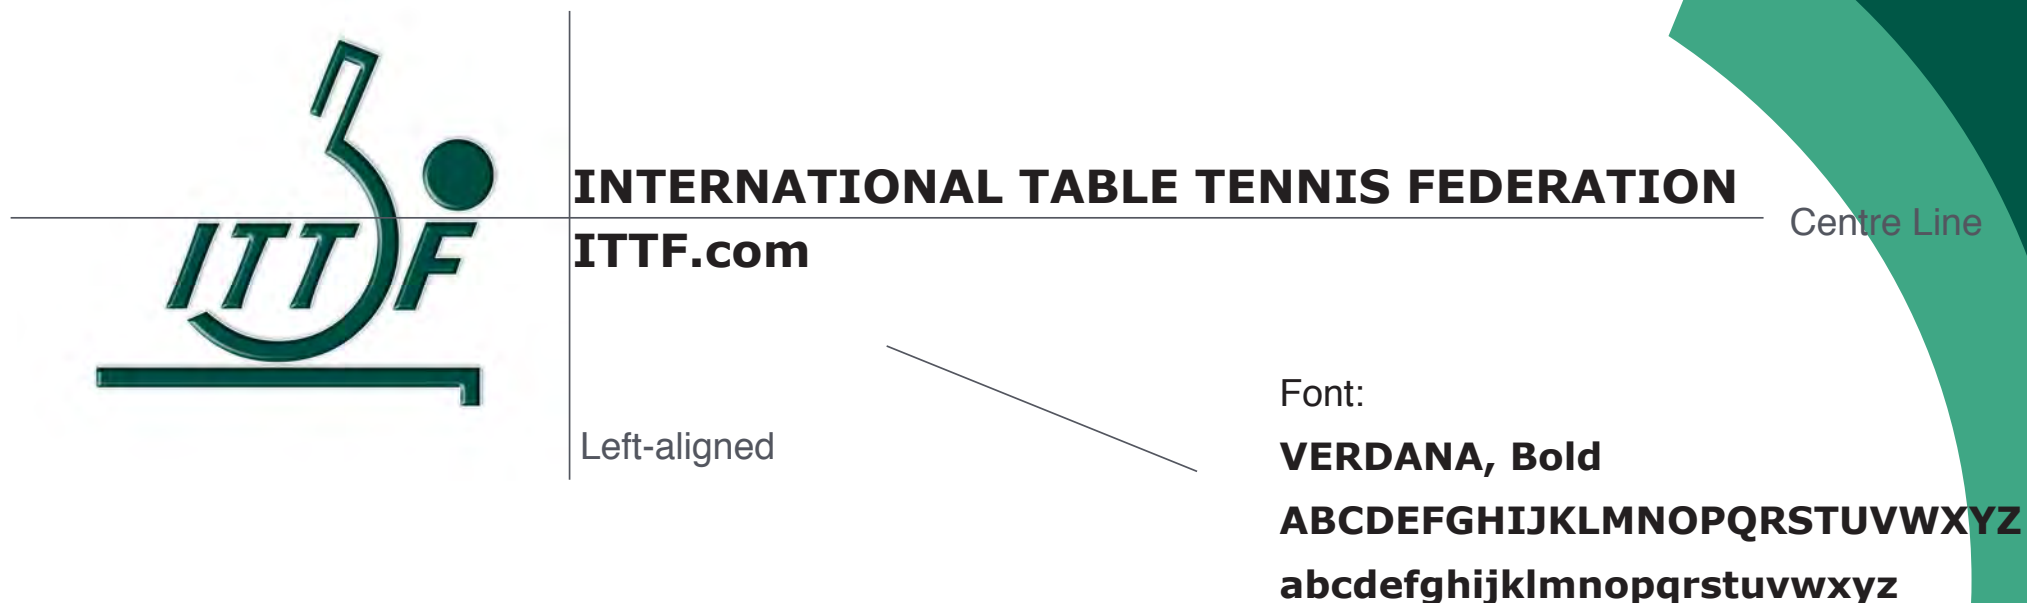 ITTF
INTERNATIONAL TABLE TENNIS FEDERATION
Centre Line
ITTF.com
Left-aligned
Font:
VERDANA, Bold
ABCDEFGHIJKLMNOPQRSTUVWXYZ
abcdefghijklmnopqrstuvwxyz